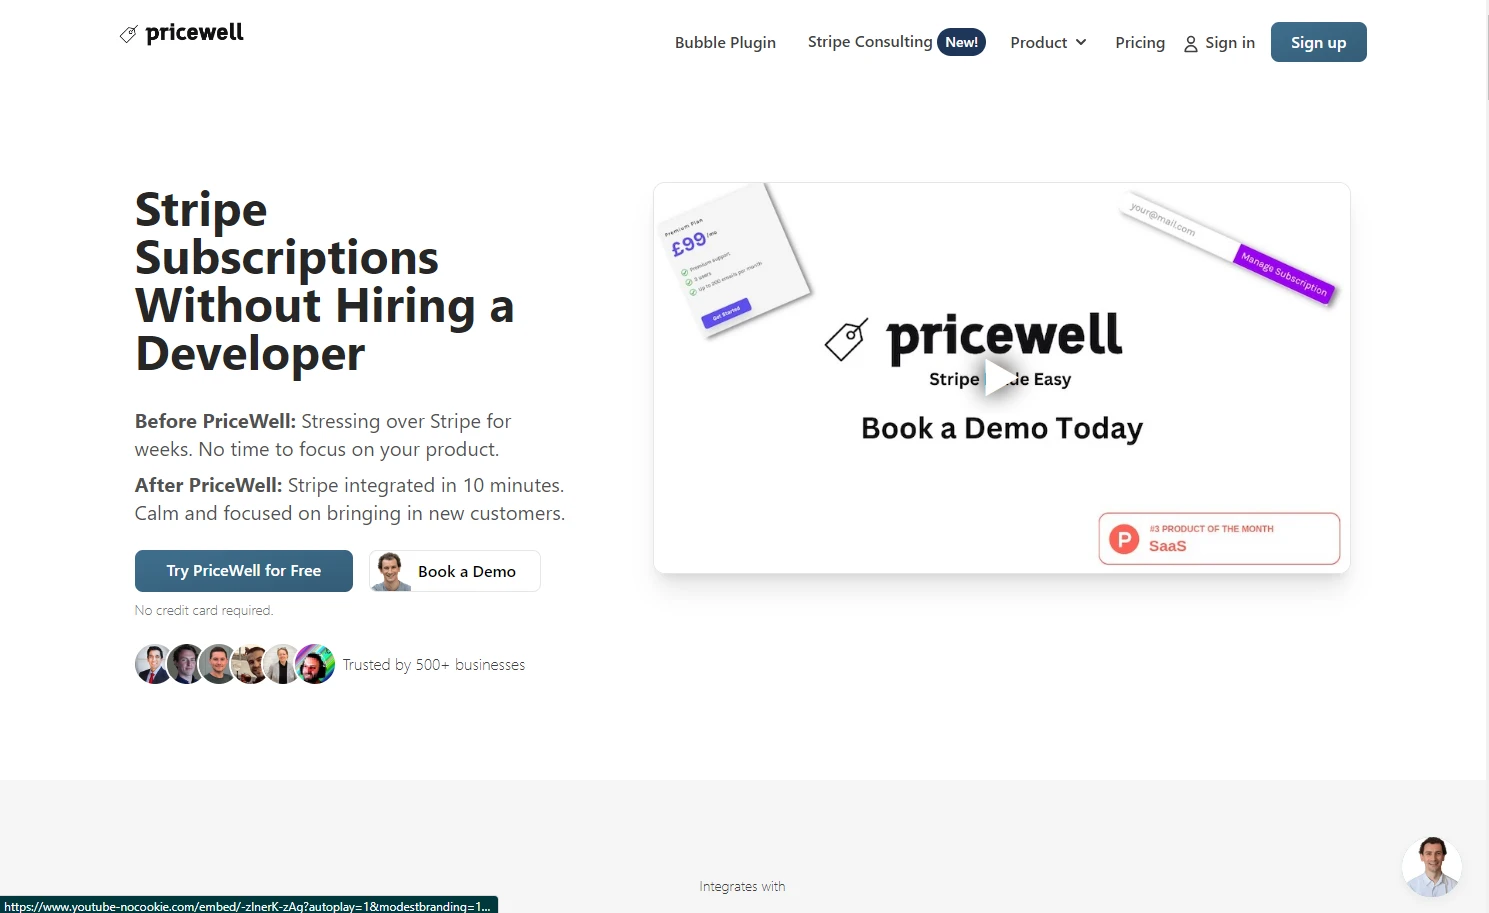 pricewell
Bubble Plugin
Stripe Consulting New!
Product
Pricing
Sign in
Sign up
Stripe
Subscriptions
Without Hiring a
Developer
Before PriceWell: Stressing over Stripe for
weeks. No time to focus on your product.
After PriceWell: Stripe integrated in 10 minutes.
Calm and focused on bringing in new customers.
Try PriceWell for Free
Book a Demo
No credit card required.
Trusted by 500+ businesses
Premium Plan
£99/mo
Premium support
5 users
Up to 200 emails per month
Get Started
your@mail.com
Manage Subscription
pricewell
Stripe Made Easy
Book a Demo Today
P
#3 PRODUCT OF THE MONTH
SaaS
Integrates with
https://www.youtube-nocookie.com/embed/-zInerK-zAg?autoplay=1&modestbranding=1...